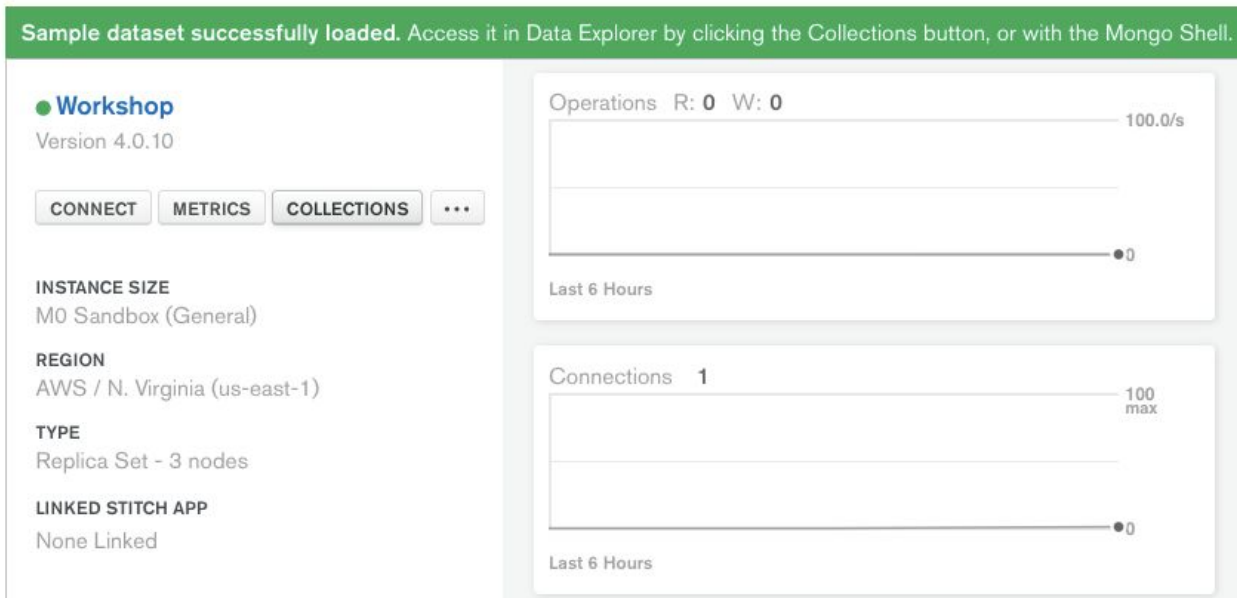 Sample dataset successfully loaded. Access it in Data Explorer by clicking the Collections button, or with the Mongo Shell.
Workshop
Version 4.0.10
CONNECT METRICS COLLECTIONS ...
INSTANCE SIZE
M0 Sandbox (General)
REGION
AWS / N. Virginia (us-east-1)
TYPE
Replica Set - 3 nodes
LINKED STITCH APP
None Linked
Operations R: 0 W: 0
100.0/s
0
Last 6 Hours
Connections 1
100
max
0
Last 6 Hours